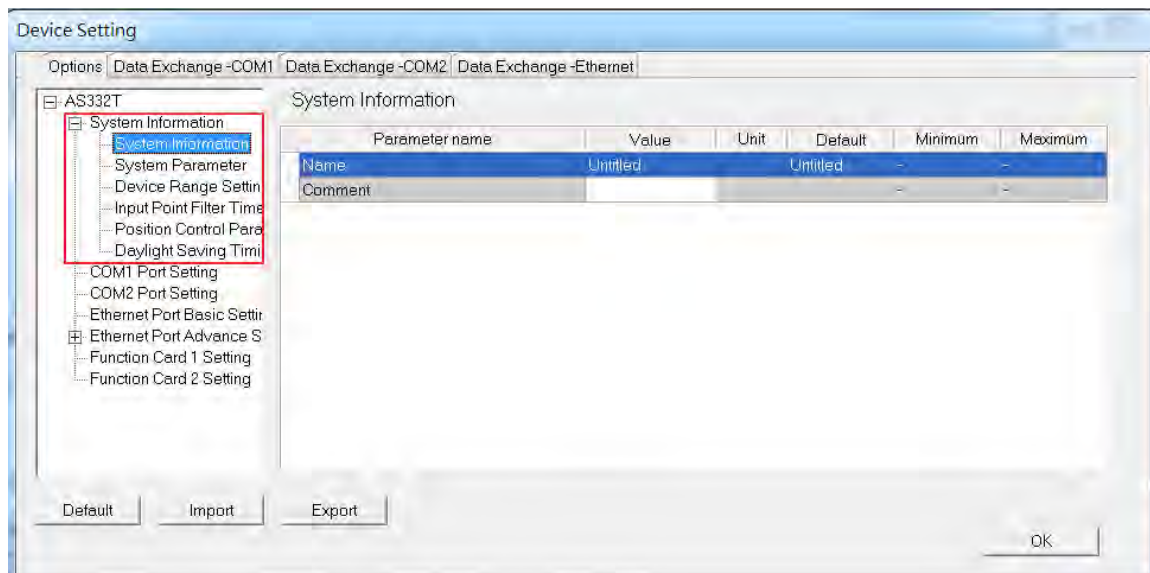 Device Setting
Options Data Exchange -COM1 Data Exchange -COM2 Data Exchange -Ethernet
AS332T
System Information
System Information
System Parameter
Device Range Settin
Input Point Filter Time
Position Control Para
Daylight Saving Timi
COM1 Port Setting
COM2 Port Setting
Ethernet Port Basic Settin
Ethernet Port Advance S
Function Card 1 Setting
Function Card 2 Setting
System Information
Parameter name Value Unit Default Minimum Maximum
Name Untitled Untitled - -
Comment - -
Default Import Export
OK